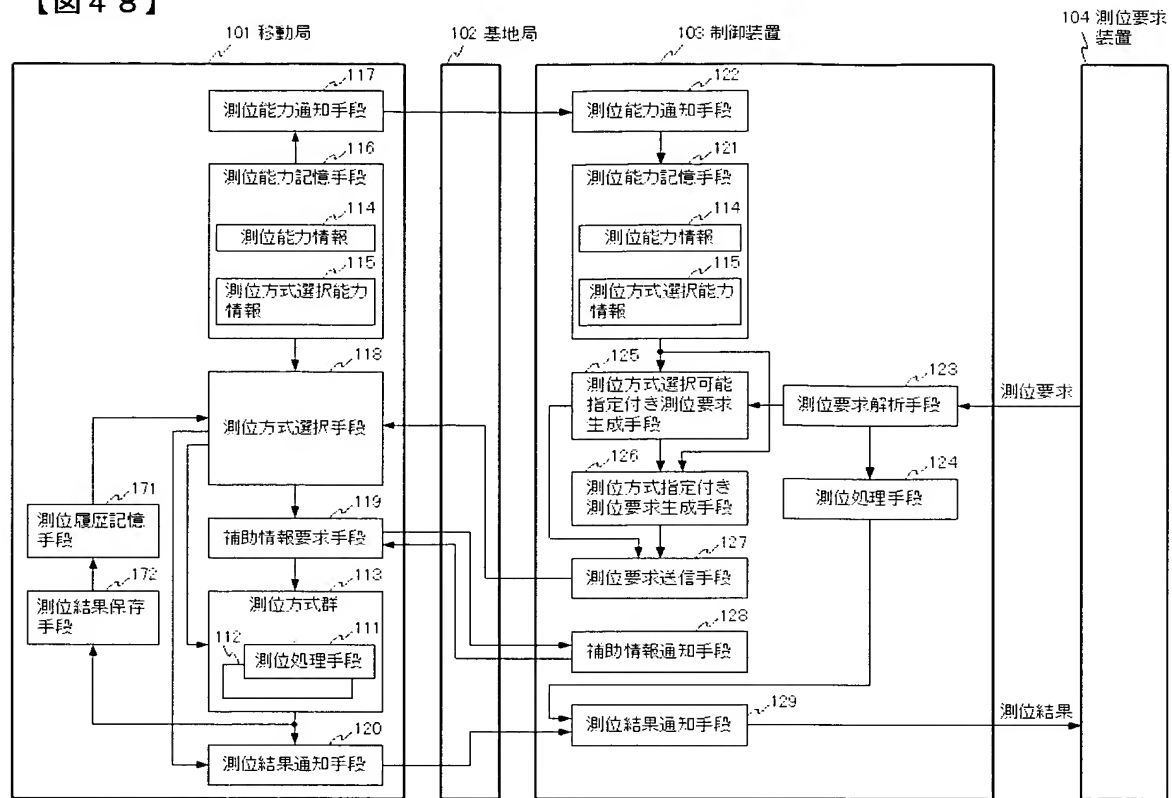 【図48】
101 移動局
102 基地局
103 制御装置
104 測位要求
装置
117
測位能力通知手段
116
測位能力記憶手段
114
測位能力情報
115
測位方式選択能力
情報
118
測位方式選択手段
171
測位履歴記憶
手段
119
補助情報要求手段
172
測位結果保存
手段
113
測位方式群
112
111
測位処理手段
120
測位結果通知手段
122
測位能力通知手段
121
測位能力記憶手段
114
測位能力情報
115
測位方式選択能力
情報
125
測位方式選択可能
指定付き測位要求
生成手段
123
測位要求解析手段
測位要求
126
測位方式指定付き
測位要求生成手段
124
測位処理手段
127
測位要求送信手段
128
補助情報通知手段
129
測位結果通知手段
測位結果